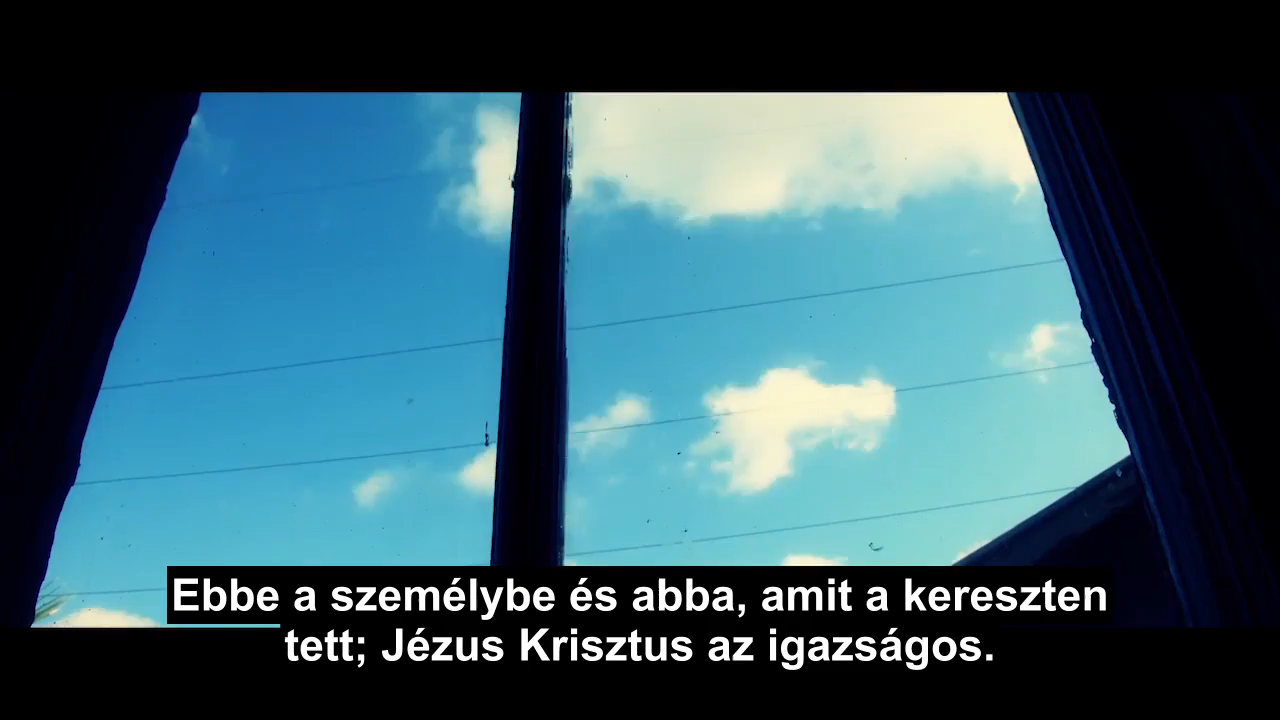 Ebbe a személybe és abba, amit a kereszten
tett; Jézus Krisztus az igazságos.